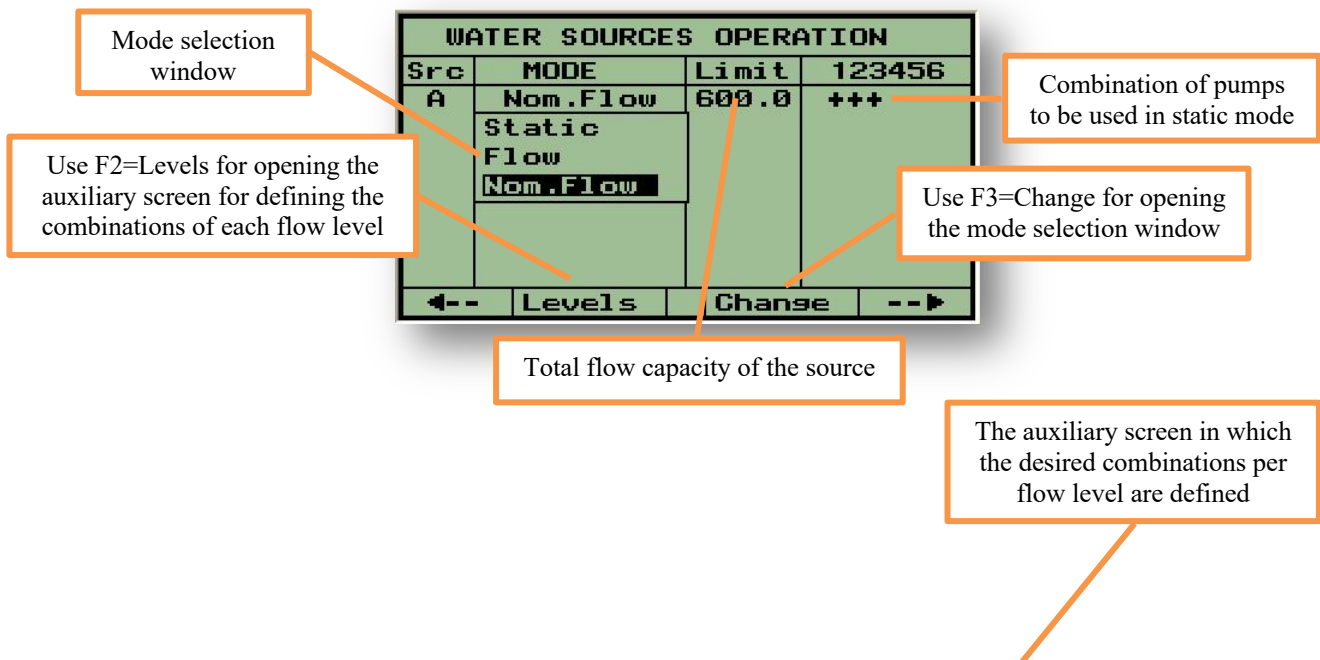 Mode selection
window
WATER SOURCES OPERATION
Src MODE Limit 123456
A Nom.Flow 600.0 +++
Static
Flow
Nom.Flow
◄-- Levels Change --►
Combination of pumps
to be used in static mode
Use F2=Levels for opening the
auxiliary screen for defining the
combinations of each flow level
Use F3=Change for opening
the mode selection window
Total flow capacity of the source
The auxiliary screen in which
the desired combinations per
flow level are defined